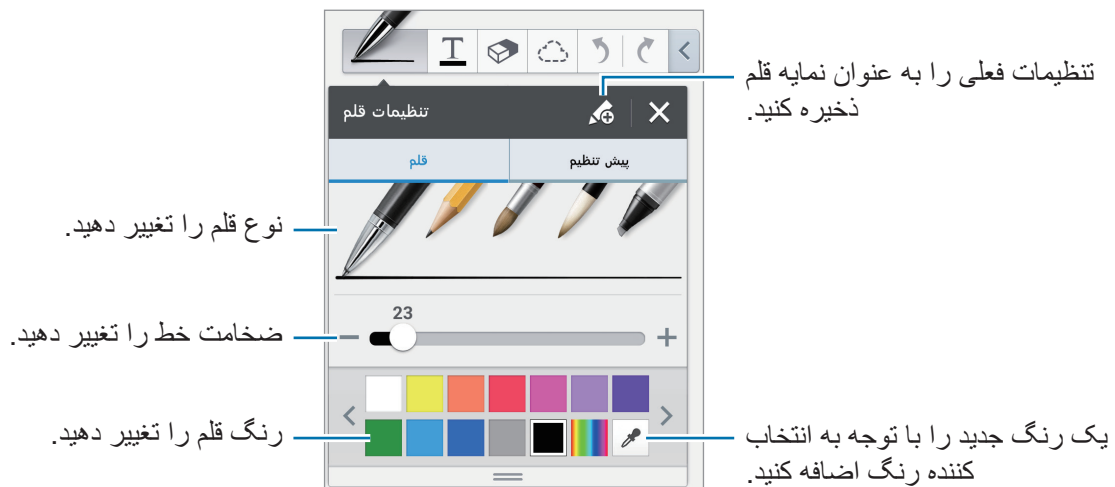 T
تنظیمات فعلی را به عنوان نمایه قلم
ذخیره کنید.
تنظیمات قلم
قلم
پیش تنظیم
نوع قلم را تغییر دهید.
23
ضخامت خط را تغییر دهید.
رنگ قلم را تغییر دهید.
یک رنگ جدید را با توجه به انتخاب
کننده رنگ اضافه کنید.